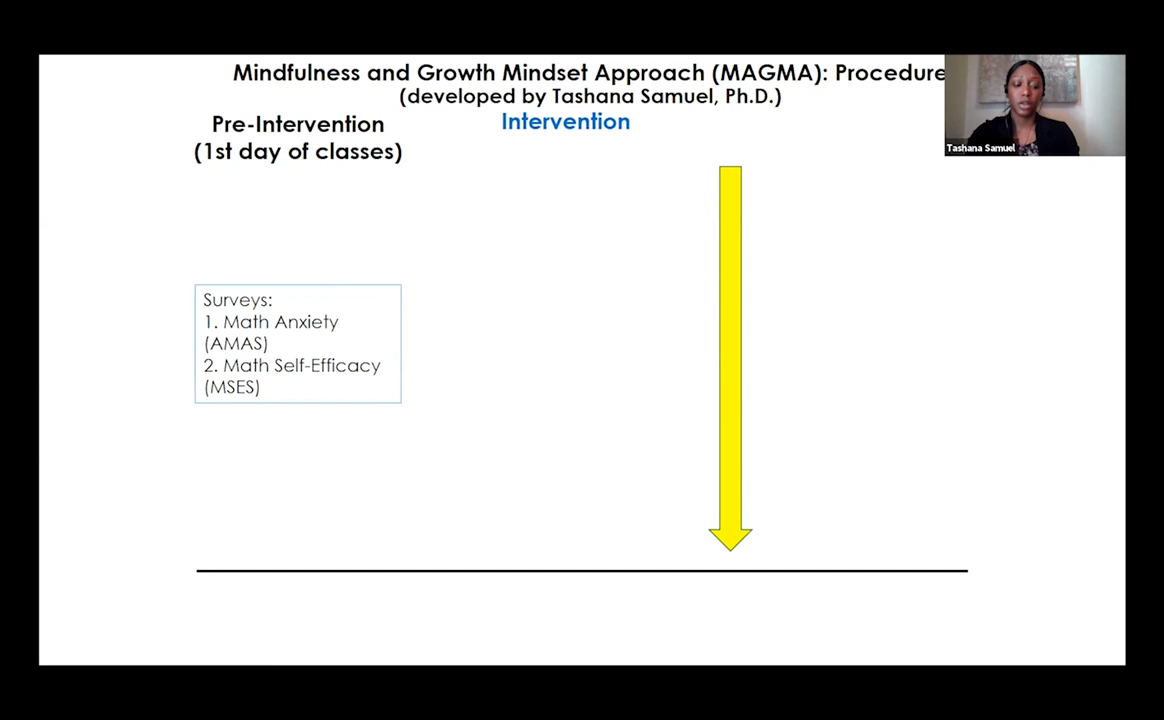 Mindfulness and Growth Mindset Approach (MAGMA): Procedure
(developed by Tashana Samuel, Ph.D.)
Pre-Intervention
(1st day of classes)
Intervention
Tashana Samuel
Surveys:
1. Math Anxiety
(AMAS)
2. Math Self-Efficacy
(MSES)